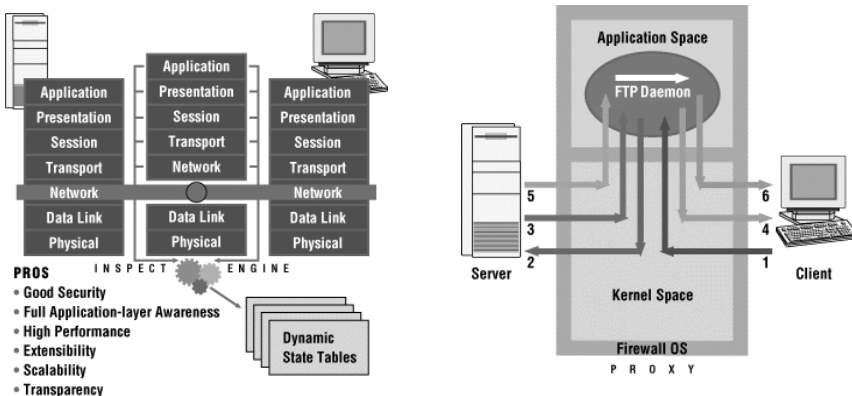 Application
Presentation
Session
Transport
Network
Data Link
Physical
Application
Presentation
Session
Transport
Network
Data Link
Physical
Application
Presentation
Session
Transport
Network
Data Link
Physical
INSPECT ENGINE
PROS
• Good Security
• Full Application-layer Awareness
• High Performance
• Extensibility
• Scalability
• Transparency
Dynamic
State Tables
Application Space
FTP Daemon
5
3
2
6
4
1
Server
Client
Kernel Space
Firewall OS
PROXY